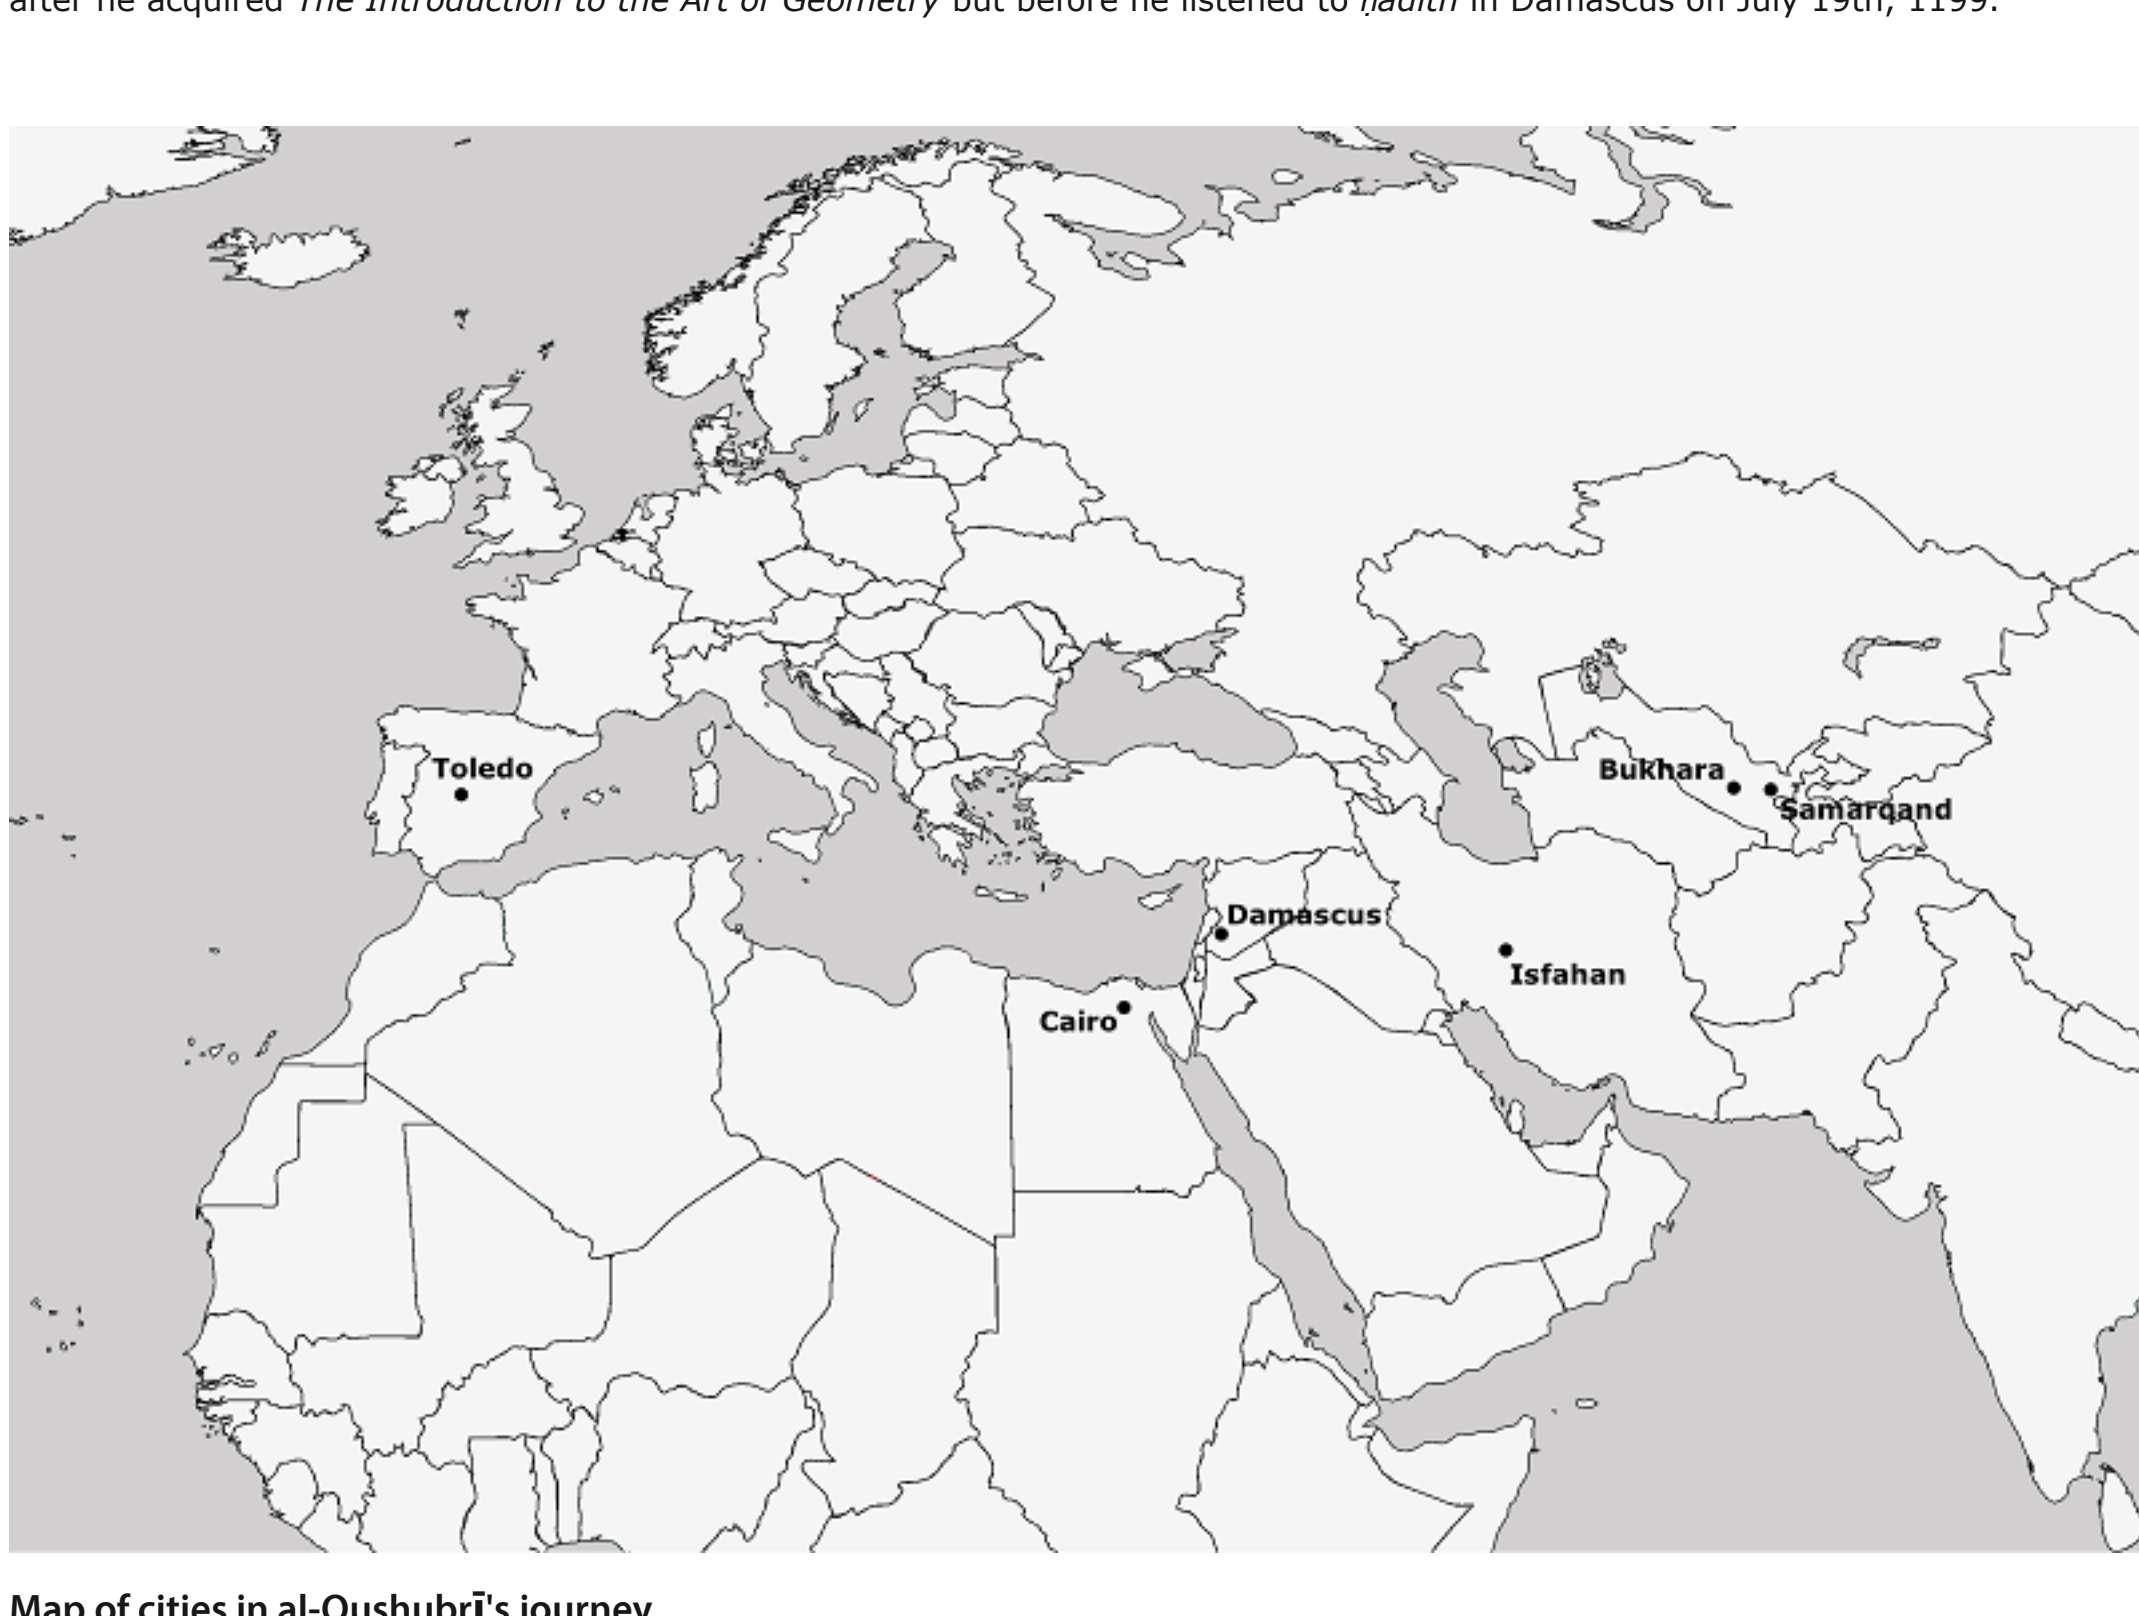 after he acquired The Introduction to the Art of Geometry but before he listened to ḥadīth in Damascus on July 19th, 1199.
Toledo
Bukhara
Samarqand
Damascus
Isfahan
Cairo
Map of cities in al-Qushubrī's journey